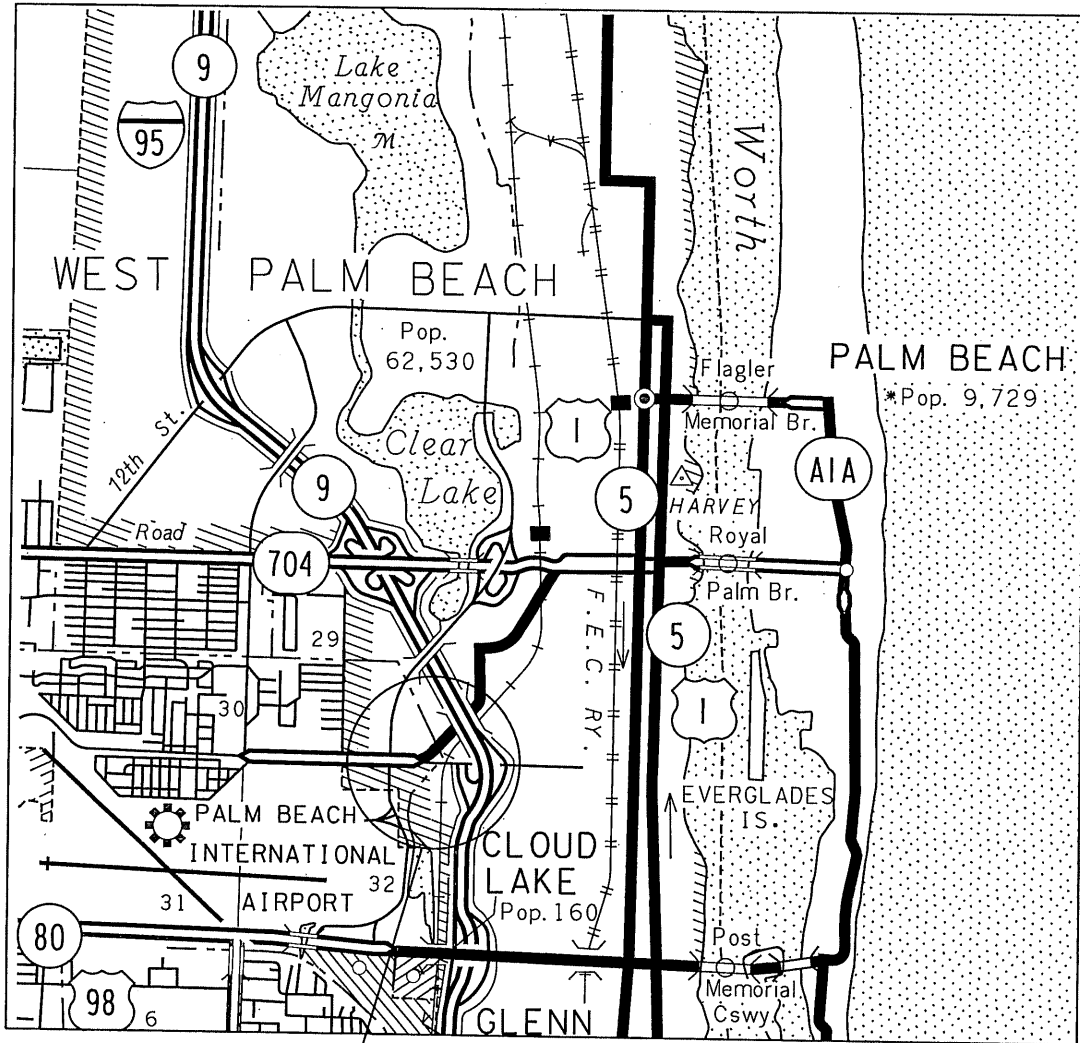 9
95
Lake
Mangonia
M
Worth
WEST PALM BEACH
Pop.
62,530
PALM BEACH
*Pop. 9,729
Flagler
Memorial Br.
1
12th St.
Clear
Lake
9
5
A1A
HARVEY
Road
704
Royal
Palm Br.
F.E.C. RY.
5
29
30
1
EVERGLADES
IS.
PALM BEACH
INTERNATIONAL
AIRPORT
32
31
CLOUD
LAKE
Pop. 160
80
98
6
Post
Memorial
Cswy.
GLENN